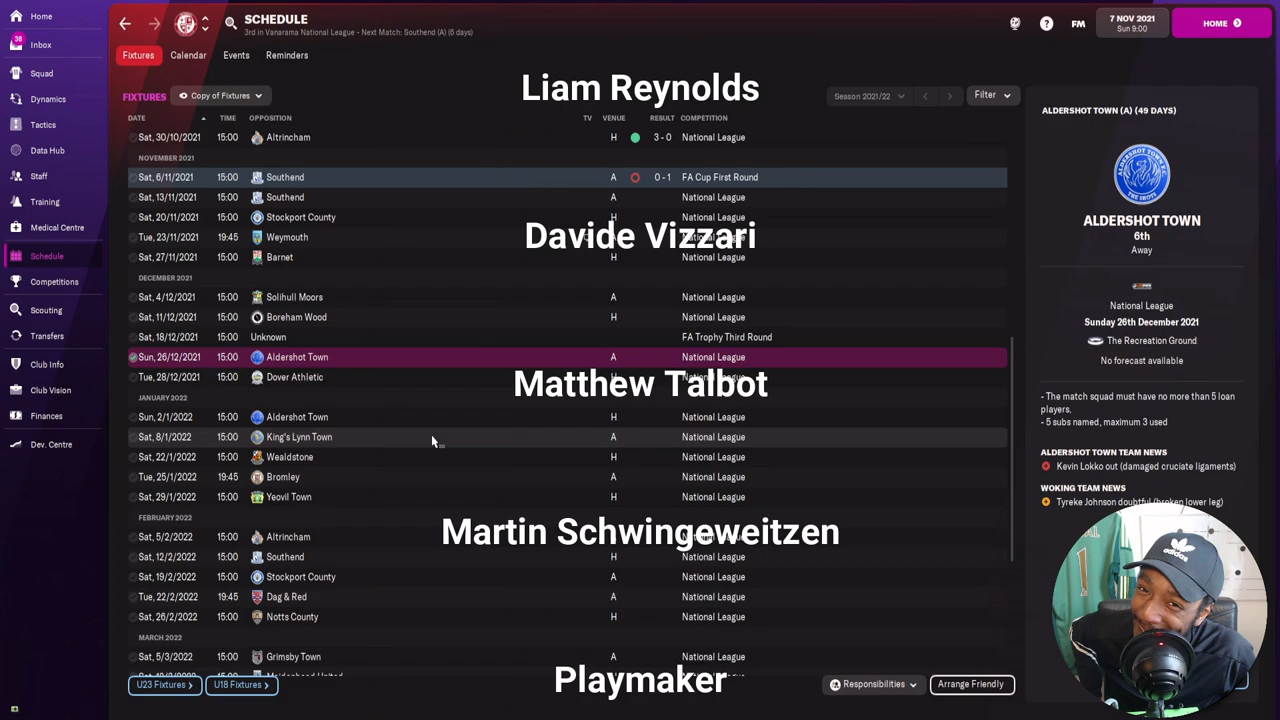 Home
38
Inbox
Squad
Dynamics
Tactics
Data Hub
Staff
Training
Medical Centre
Schedule
Competitions
Scouting
Transfers
Club Info
Club Vision
Finances
Dev. Centre
SCHEDULE
3rd in Vanarama National League - Next Match: Southend (A) (6 days)
?
FM
7 NOV 2021
Sun 9:00
HOME
Fixtures
Calendar
Events
Reminders
Liam Reynolds
FIXTURES
Copy of Fixtures
Season 2021/22
Filter
DATE TIME OPPOSITION TV VENUE RESULT COMPETITION
Sat, 30/10/2021 15:00 Altrincham H 3 - 0 National League
NOVEMBER 2021
Sat, 6/11/2021 15:00 Southend A 0 - 1 FA Cup First Round
Sat, 13/11/2021 15:00 Southend A National League
Sat, 20/11/2021 15:00 Stockport County H National League
Tue, 23/11/2021 19:45 Weymouth National League
Davide Vizzari
Sat, 27/11/2021 15:00 Barnet H National League
DECEMBER 2021
Sat, 4/12/2021 15:00 Solihull Moors A National League
Sat, 11/12/2021 15:00 Boreham Wood H National League
Sat, 18/12/2021 15:00 Unknown FA Trophy Third Round
Sun, 26/12/2021 15:00 Aldershot Town A National League
Tue, 28/12/2021 15:00 Dover Athletic H National League
Matthew Talbot
JANUARY 2022
Sun, 2/1/2022 15:00 Aldershot Town H National League
Sat, 8/1/2022 15:00 King's Lynn Town A National League
Sat, 22/1/2022 15:00 Wealdstone H National League
Tue, 25/1/2022 19:45 Bromley A National League
Sat, 29/1/2022 15:00 Yeovil Town H National League
FEBRUARY 2022
Martin Schwingeweitzen
Sat, 5/2/2022 15:00 Altrincham National League
Sat, 12/2/2022 15:00 Southend H National League
Sat, 19/2/2022 15:00 Stockport County A National League
Tue, 22/2/2022 19:45 Dag & Red A National League
Sat, 26/2/2022 15:00 Notts County H National League
MARCH 2022
Sat, 5/3/2022 15:00 Grimsby Town A National League
Playmaker
U23 Fixtures
U18 Fixtures
Responsibilities
Arrange Friendly
ALDERSHOT TOWN (A) (49 DAYS)
ALDERSHOT TOWN F.C.
THE SHOTS
ALDERSHOT TOWN
6th
Away
National League
Sunday 26th December 2021
The Recreation Ground
No forecast available
- The match squad must have no more than 5 loan
players.
- 5 subs named, maximum 3 used
ALDERSHOT TEAM NEWS
Kevin Lokko out (damaged cruciate ligaments)
WOKING TEAM NEWS
Tyreke Johnson doubtful (broken lower leg)
adidas